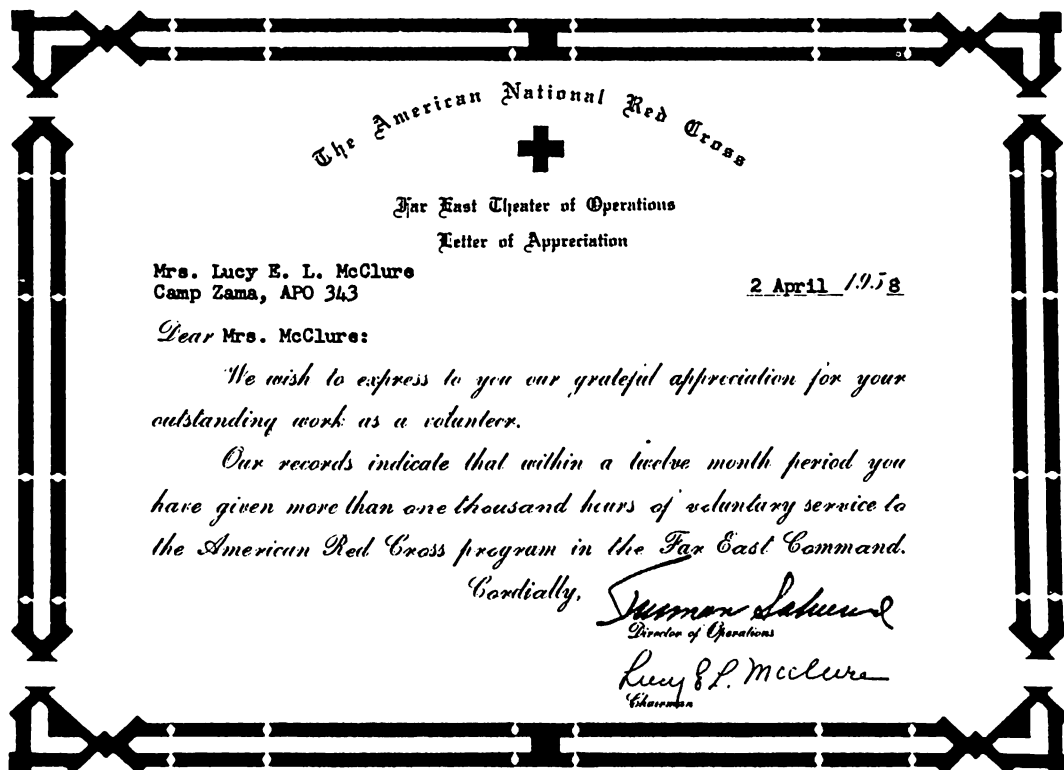 The American National Red Cross
Far East Theater of Operations
Letter of Appreciation
Mrs. Lucy E. L. McClure
Camp Zama, APO 343
2 April 1958
Dear Mrs. McClure:
We wish to express to you our grateful appreciation for your
outstanding work as a volunteer.
Our records indicate that within a twelve month period you
have given more than one thousand hours of voluntary service to
the American Red Cross program in the Far East Command.
Cordially,
Director of Operations
Lucy E L. McClure
Chairman